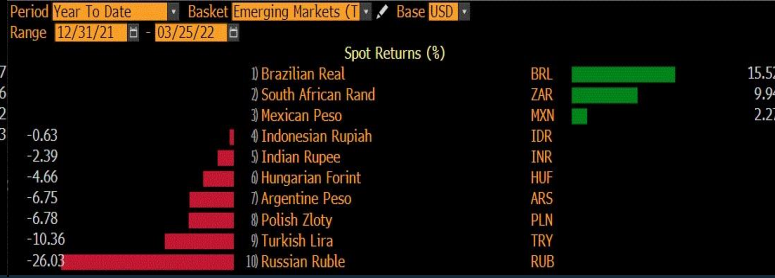 Period Year To Date Basket Emerging Markets (T Base USD
Range 12/31/21 - 03/25/22
Spot Returns (%)
1) Brazilian Real BRL 15.52
2) South African Rand ZAR 9.94
3) Mexican Peso MXN 2.2
-0.63 4) Indonesian Rupiah IDR
-2.39 5) Indian Rupee INR
-4.66 6) Hungarian Forint HUF
-6.75 7) Argentine Peso ARS
-6.78 8) Polish Zloty PLN
-10.36 9) Turkish Lira TRY
-26.03 10) Russian Ruble RUB